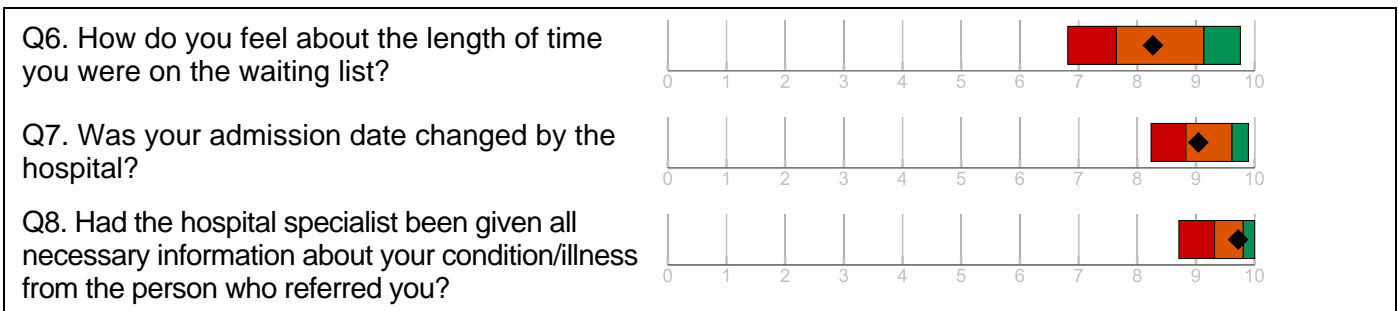 Q6. How do you feel about the length of time
you were on the waiting list?
0 1 2 3 4 5 6 7 8 9 10
Q7. Was your admission date changed by the
hospital?
0 1 2 3 4 5 6 7 8 9 10
Q8. Had the hospital specialist been given all
necessary information about your condition/illness
from the person who referred you?
0 1 2 3 4 5 6 7 8 9 10